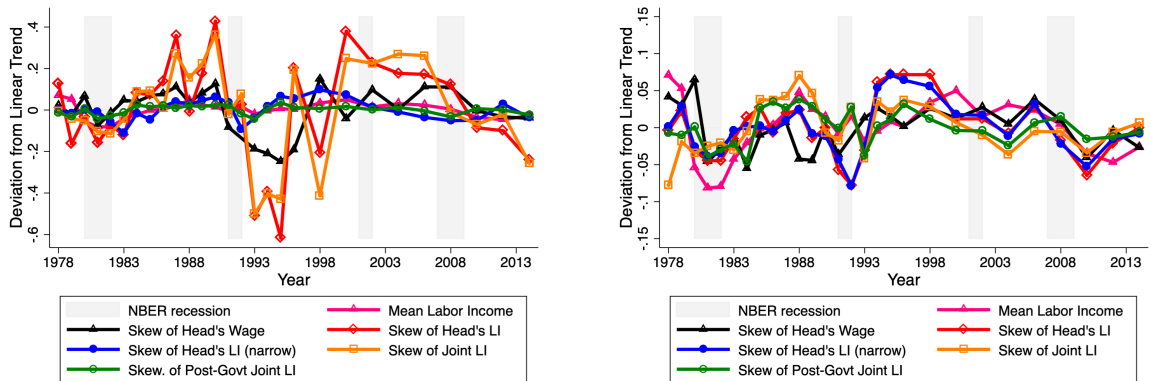 Deviation from Linear Trend
.4
.2
0
-.2
-.4
-.6
1978 1983 1988 1993 1998 2003 2008 2013
Year
NBER recession Mean Labor Income
Skew of Head's Wage Skew of Head's LI
Skew of Head's LI (narrow) Skew of Joint LI
Skew. of Post-Govt Joint LI
Deviation from Linear Trend
.15
.1
.05
0
-.05
-.1
-.15
1978 1983 1988 1993 1998 2003 2008 2013
Year
NBER recession Mean Labor Income
Skew of Head's Wage Skew of Head's LI
Skew of Head's LI (narrow) Skew of Joint LI
Skew of Post-Govt Joint LI